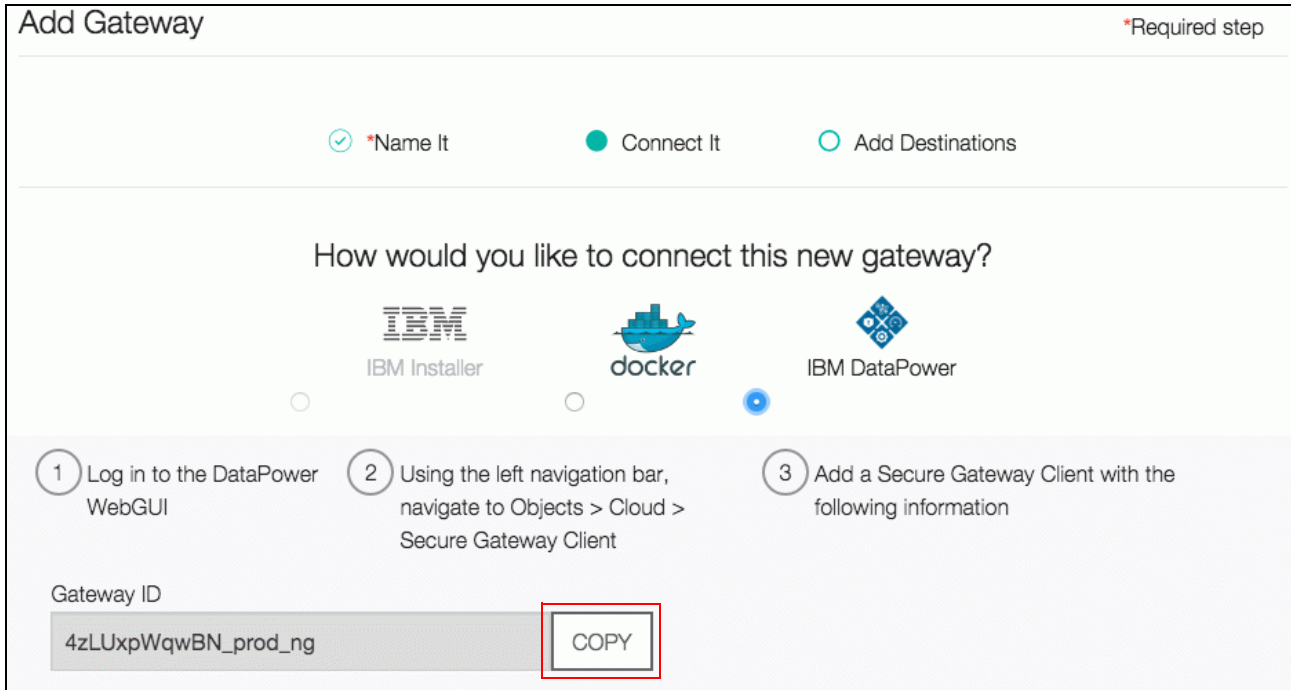 Add Gateway
*Required step
*Name It
Connect It
Add Destinations
How would you like to connect this new gateway?
IBM
docker
IBM Installer
IBM DataPower
1
Log in to the DataPower
WebGUI
2
Using the left navigation bar,
navigate to Objects > Cloud >
Secure Gateway Client
3
Add a Secure Gateway Client with the
following information
Gateway ID
4zLUxpWqwBN_prod_ng
COPY